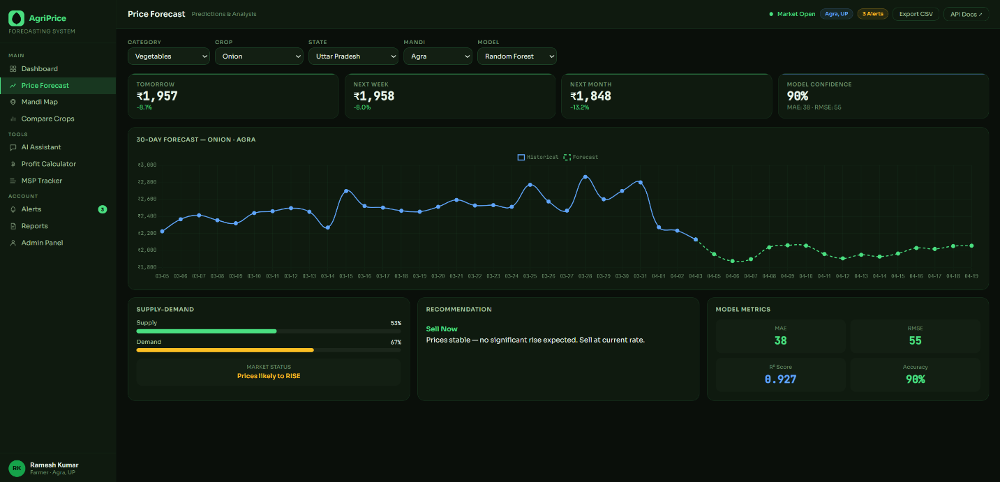 AgriPrice
FORECASTING SYSTEM
MAIN
Dashboard
Price Forecast
Mandi Map
Compare Crops
TOOLS
AI Assistant
Profit Calculator
MSP Tracker
ACCOUNT
Alerts 3
Reports
Admin Panel
RK Ramesh Kumar
Farmer · Agra, UP
Price Forecast Predictions & Analysis
Market Open Agra, UP 3 Alerts Export CSV API Docs ↗
CATEGORY CROP STATE MANDI MODEL
Vegetables Onion Uttar Pradesh Agra Random Forest
TOMORROW
₹1,957
-8.1%
NEXT WEEK
₹1,958
-8.0%
NEXT MONTH
₹1,848
-13.2%
MODEL CONFIDENCE
90%
MAE: 38 · RMSE: 55
30-DAY FORECAST — ONION · AGRA
Historical Forecast
₹3,000
₹2,800
₹2,600
₹2,400
₹2,200
₹2,000
₹1,800
03-05 03-06 03-07 03-08 03-09 03-10 03-11 03-12 03-13 03-14 03-15 03-16 03-17 03-18 03-19 03-20 03-21 03-22 03-23 03-24 03-25 03-26 03-27 03-28 03-29 03-30 03-31 04-01 04-02 04-03 04-05 04-06 04-07 04-08 04-09 04-10 04-11 04-12 04-13 04-14 04-15 04-16 04-17 04-18 04-19
SUPPLY-DEMAND
Supply 53%
Demand 67%
MARKET STATUS
Prices likely to RISE
RECOMMENDATION
Sell Now
Prices stable — no significant rise expected. Sell at current rate.
MODEL METRICS
MAE
38
RMSE
55
R² Score
0.927
Accuracy
90%